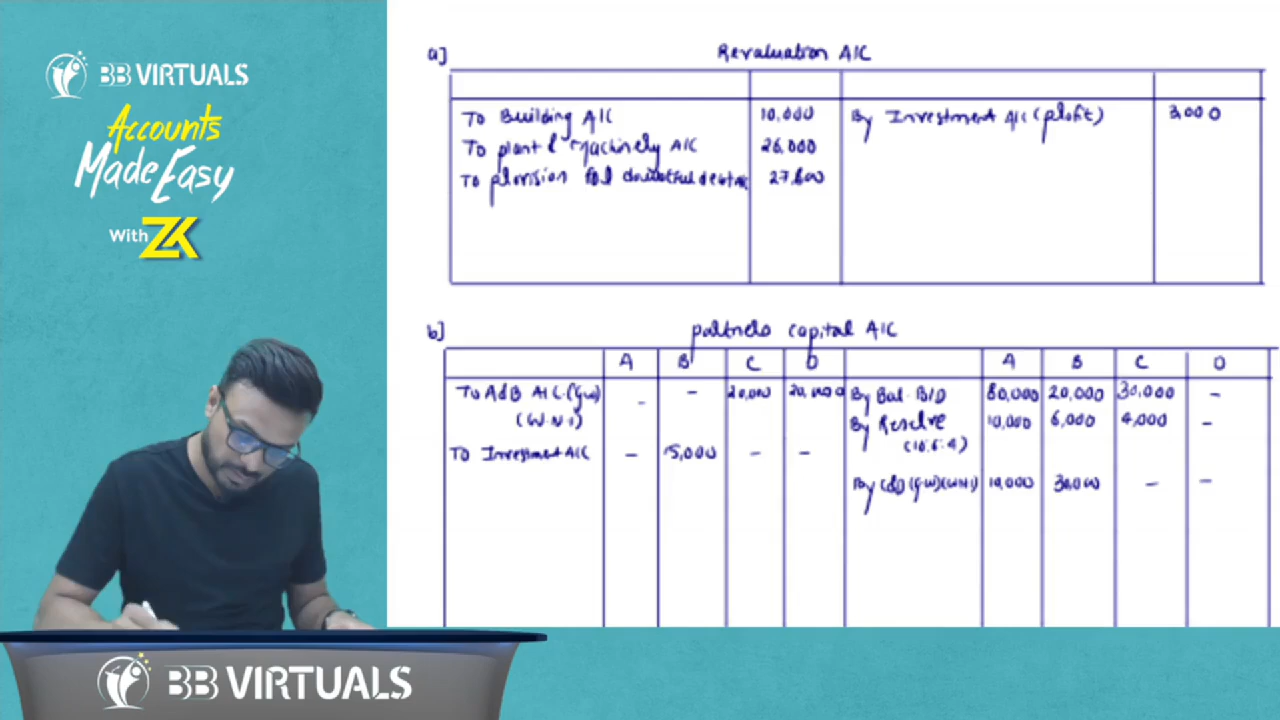 BB VIRTUALS
Accounts
Made Easy
With ZK
a] Revaluation A/C
To Building A/C 10,000 By Investment A/C (profit) 3,000
To plant & Machinery A/C 26,000
To provision for doubtful debts
b] partners capital A/C
A B C D A B C D
To A&B A/C (GW) - - 20,000 20,000 By Bal. B/D 80,000 20,000 30,000 -
(W.N.1) By Reserve 10,000 6,000 4,000 -
(10:6:4)
To Investment A/C - 15,000 - -
By C&D (GW)(WN1) 10,000 30,000 - -
BB VIRTUALS